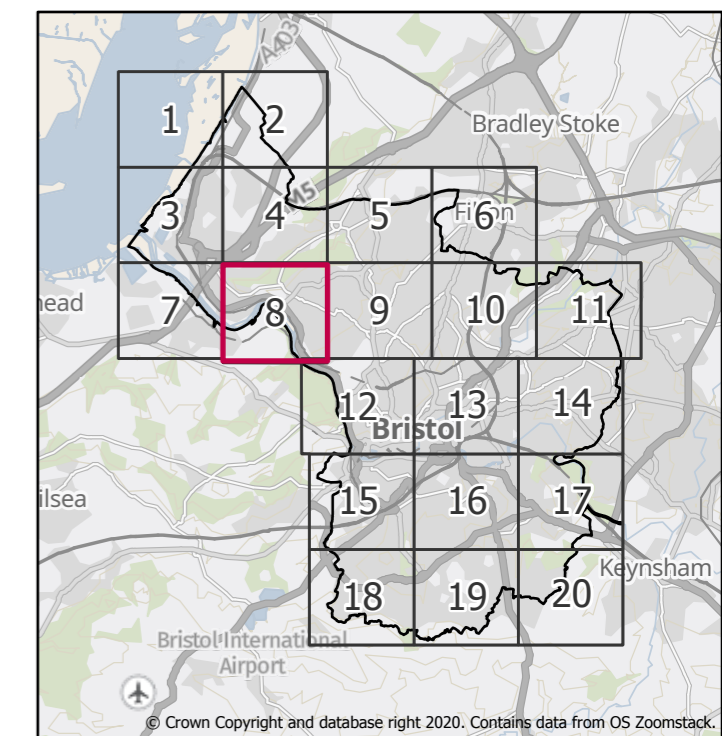 A403
1
2
Bradley Stoke
M5
3
4
5
6
head
7
8
9
10
11
12
13
14
Bristol
ilsea
15
16
17
Keynsham
18
19
20
Bristol International
Airport
© Crown Copyright and database right 2020. Contains data from OS Zoomstack.